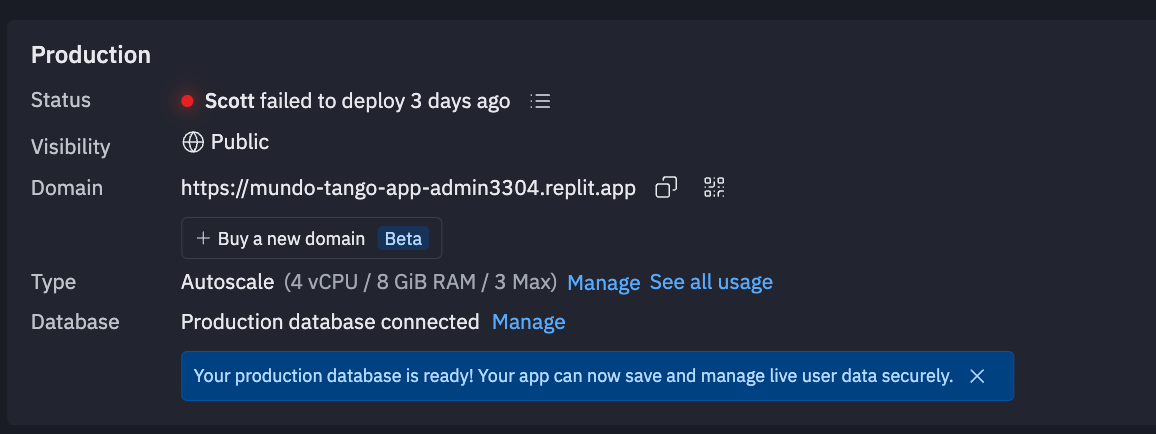 Production
Status Scott failed to deploy 3 days ago
Visibility Public
Domain https://mundo-tango-app-admin3304.replit.app
+ Buy a new domain Beta
Type Autoscale (4 vCPU / 8 GiB RAM / 3 Max) Manage See all usage
Database Production database connected Manage
Your production database is ready! Your app can now save and manage live user data securely.